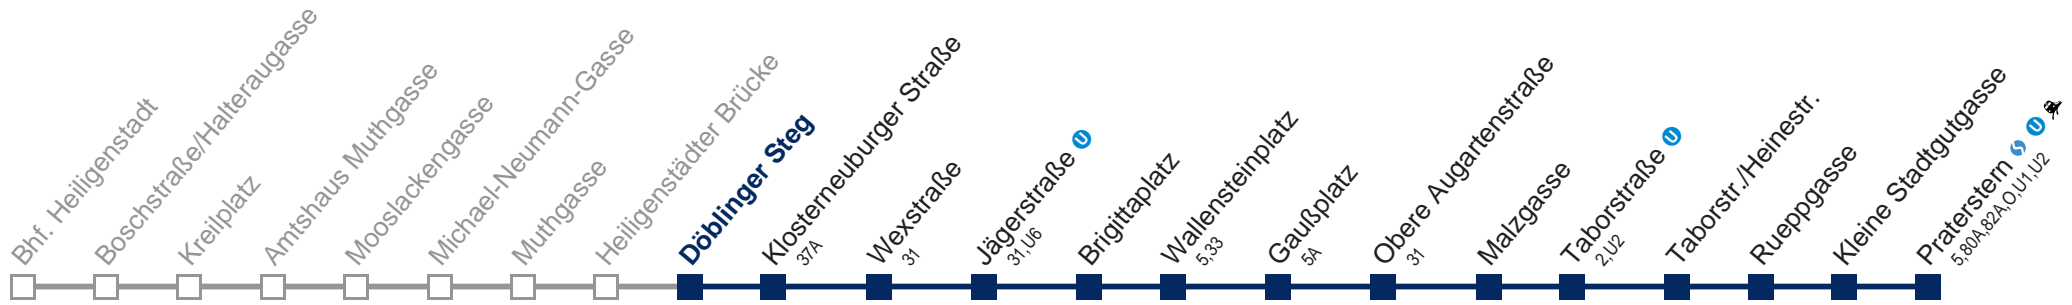 Bhf. Heiligenstadt
Boschstraße/Halteraugasse
Kreilplatz
Amtshaus Muthgasse
Mooslackengasse
Michael-Neumann-Gasse
Muthgasse
Heiligenstädter Brücke
Döblinger Steg
Klosterneuburger Straße
37A
Wexstraße
31
Jägerstraße U
31,U6
Brigittaplatz
Wallensteinplatz
5,33
Gaußplatz
5A
Obere Augartenstraße
31
Malzgasse
Taborstraße U
2,U2
Taborstr./Heinestr.
Rueppgasse
Kleine Stadtgutgasse
Praterstern S U
5,80A,82A,O,U1,U2